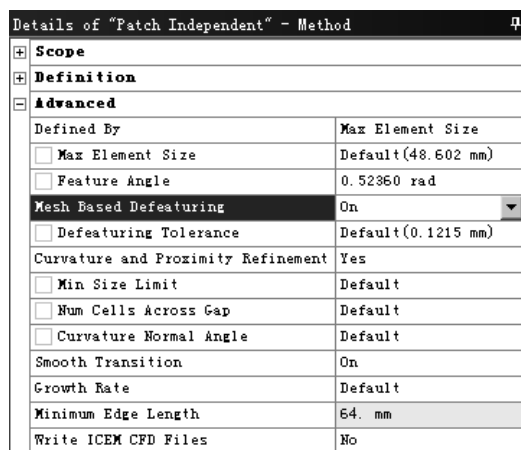 Details of "Patch Independent" - Method
Scope
Definition
Advanced
Defined By Max Element Size
Max Element Size Default(48.602 mm)
Feature Angle 0.52360 rad
Mesh Based Defeaturing On
Defeaturing Tolerance Default(0.1215 mm)
Curvature and Proximity Refinement Yes
Min Size Limit Default
Num Cells Across Gap Default
Curvature Normal Angle Default
Smooth Transition On
Growth Rate Default
Minimum Edge Length 64. mm
Write ICEM CFD Files No